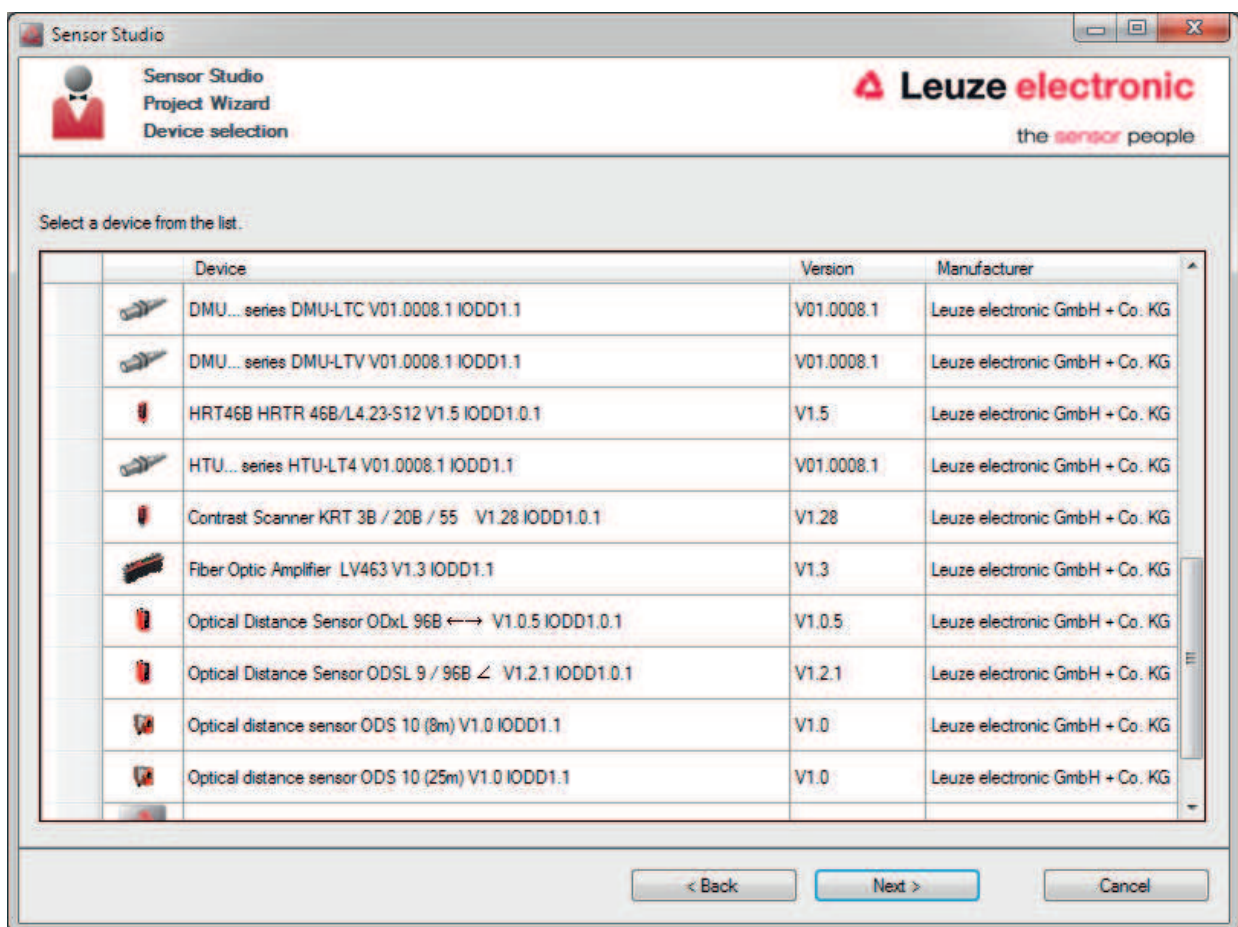 Sensor Studio
Sensor Studio
Project Wizard
Device selection
Leuze electronic
the sensor people
Select a device from the list.
Device Version Manufacturer
DMU... series DMU-LTC V01.0008.1 IODD1.1 V01.0008.1 Leuze electronic GmbH + Co. KG
DMU... series DMU-LTV V01.0008.1 IODD1.1 V01.0008.1 Leuze electronic GmbH + Co. KG
HRT46B HRTR 46B/L4.23-S12 V1.5 IODD1.0.1 V1.5 Leuze electronic GmbH + Co. KG
HTU... series HTU-LT4 V01.0008.1 IODD1.1 V01.0008.1 Leuze electronic GmbH + Co. KG
Contrast Scanner KRT 3B / 20B / 55 V1.28 IODD1.0.1 V1.28 Leuze electronic GmbH + Co. KG
Fiber Optic Amplifier LV463 V1.3 IODD1.1 V1.3 Leuze electronic GmbH + Co. KG
Optical Distance Sensor ODxL 96B ←→ V1.0.5 IODD1.0.1 V1.0.5 Leuze electronic GmbH + Co. KG
Optical Distance Sensor ODSL 9 / 96B ∠ V1.2.1 IODD1.0.1 V1.2.1 Leuze electronic GmbH + Co. KG
Optical distance sensor ODS 10 (8m) V1.0 IODD1.1 V1.0 Leuze electronic GmbH + Co. KG
Optical distance sensor ODS 10 (25m) V1.0 IODD1.1 V1.0 Leuze electronic GmbH + Co. KG
< Back Next > Cancel